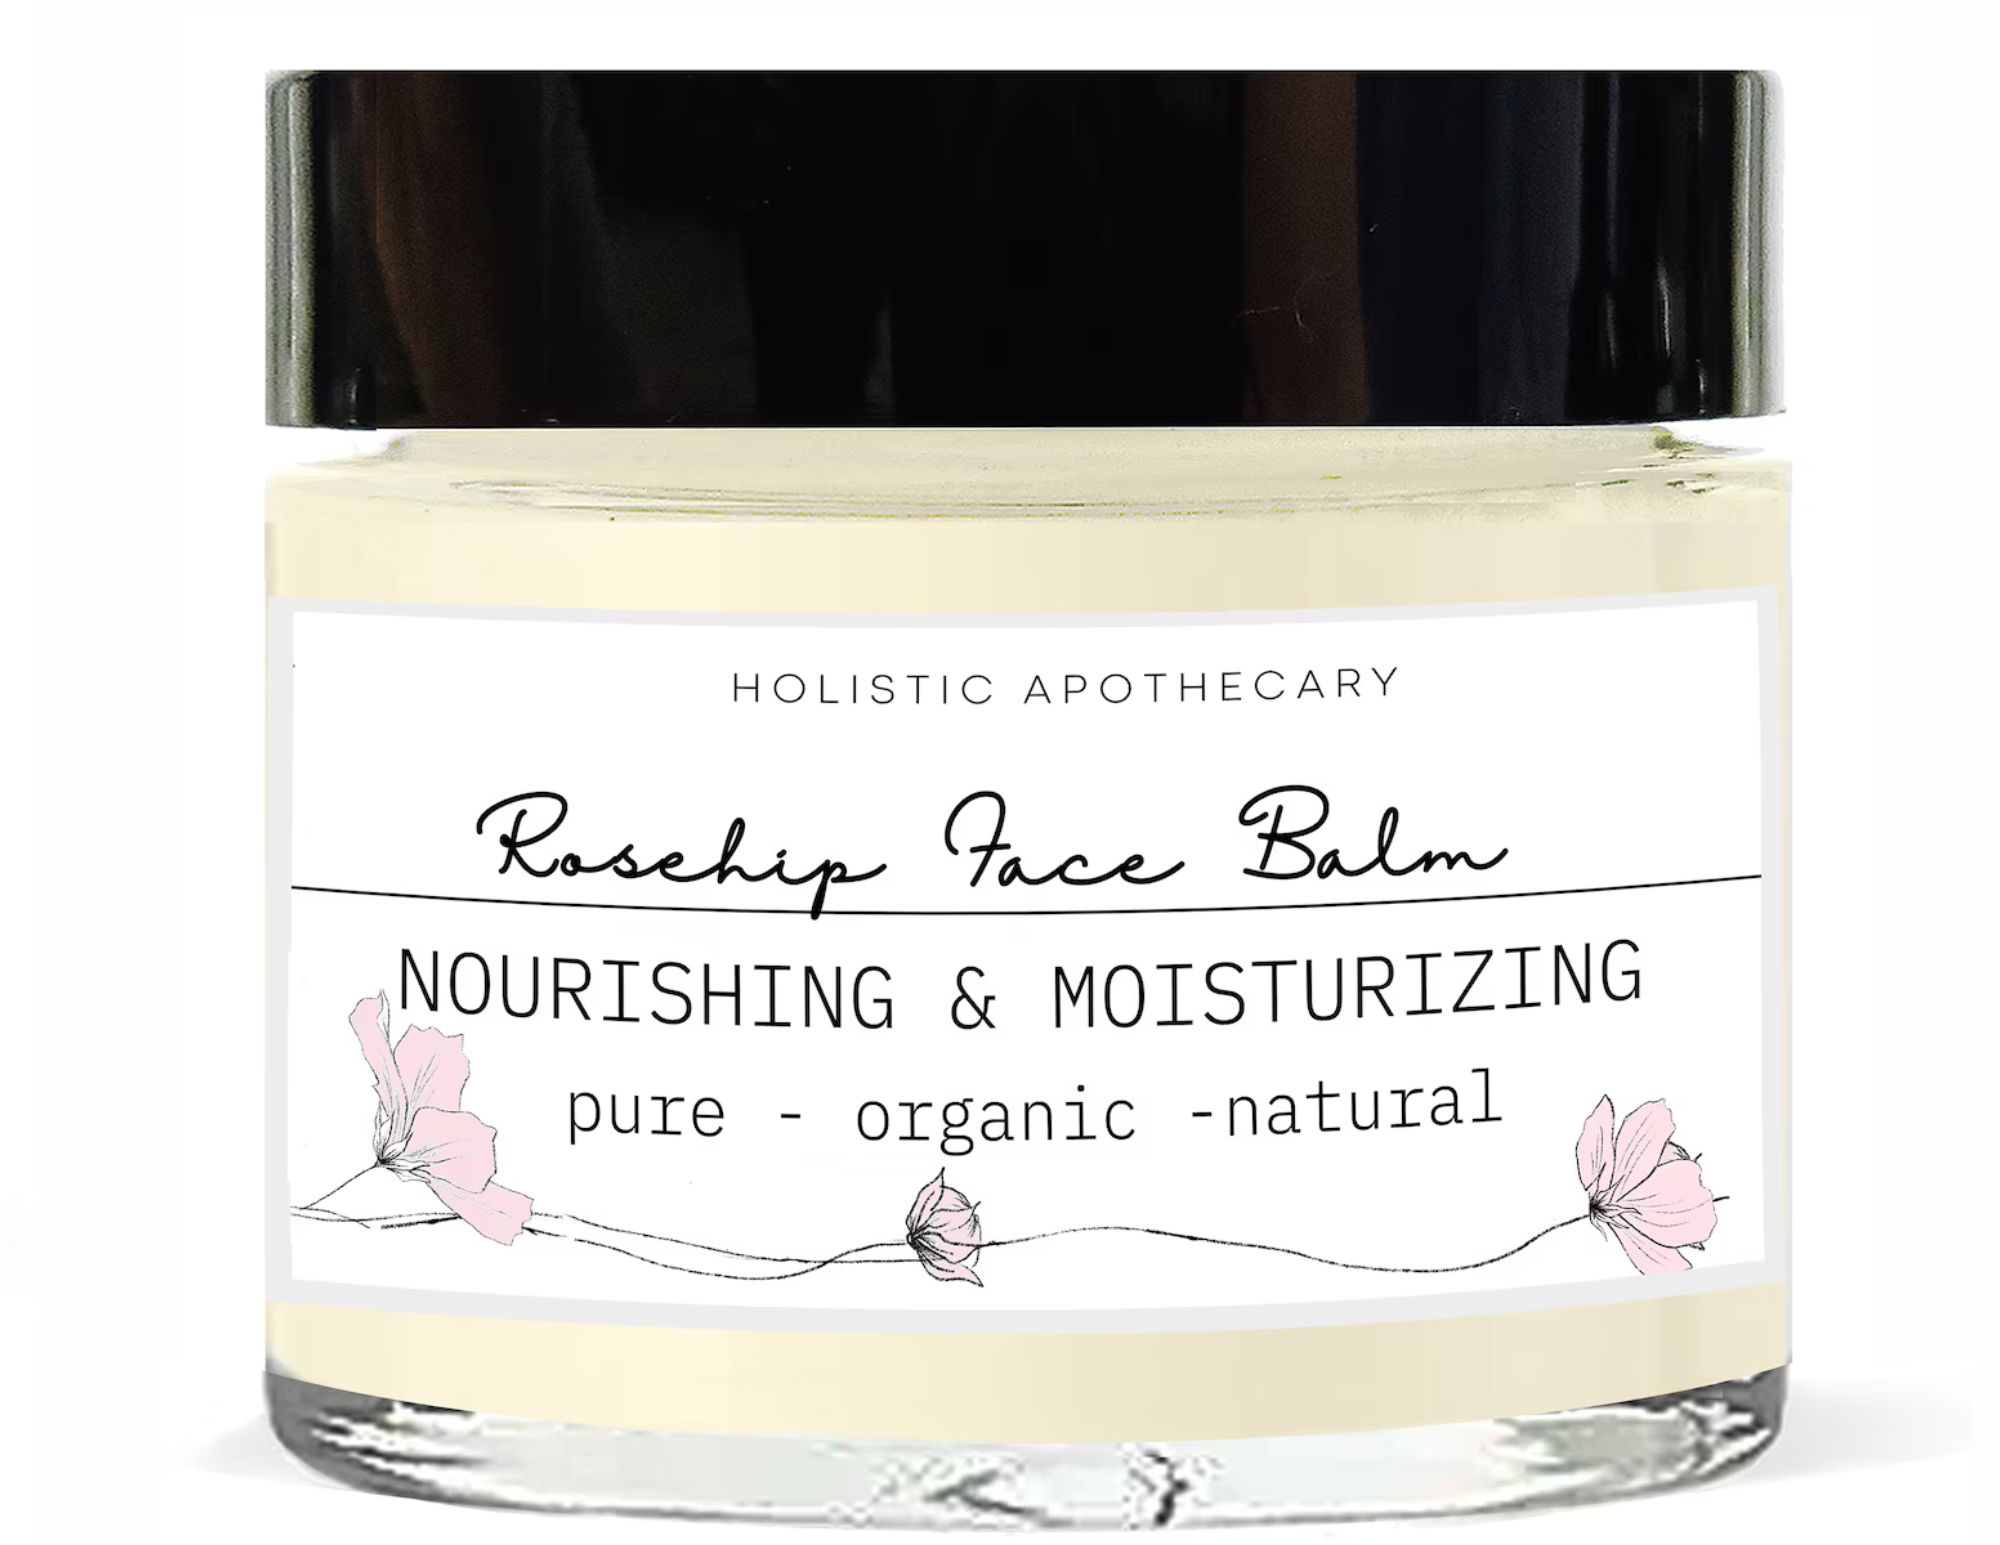 HOLISTIC APOTHECARY
Rosehip Face Balm
NOURISHING & MOISTURIZING
pure - organic -natural